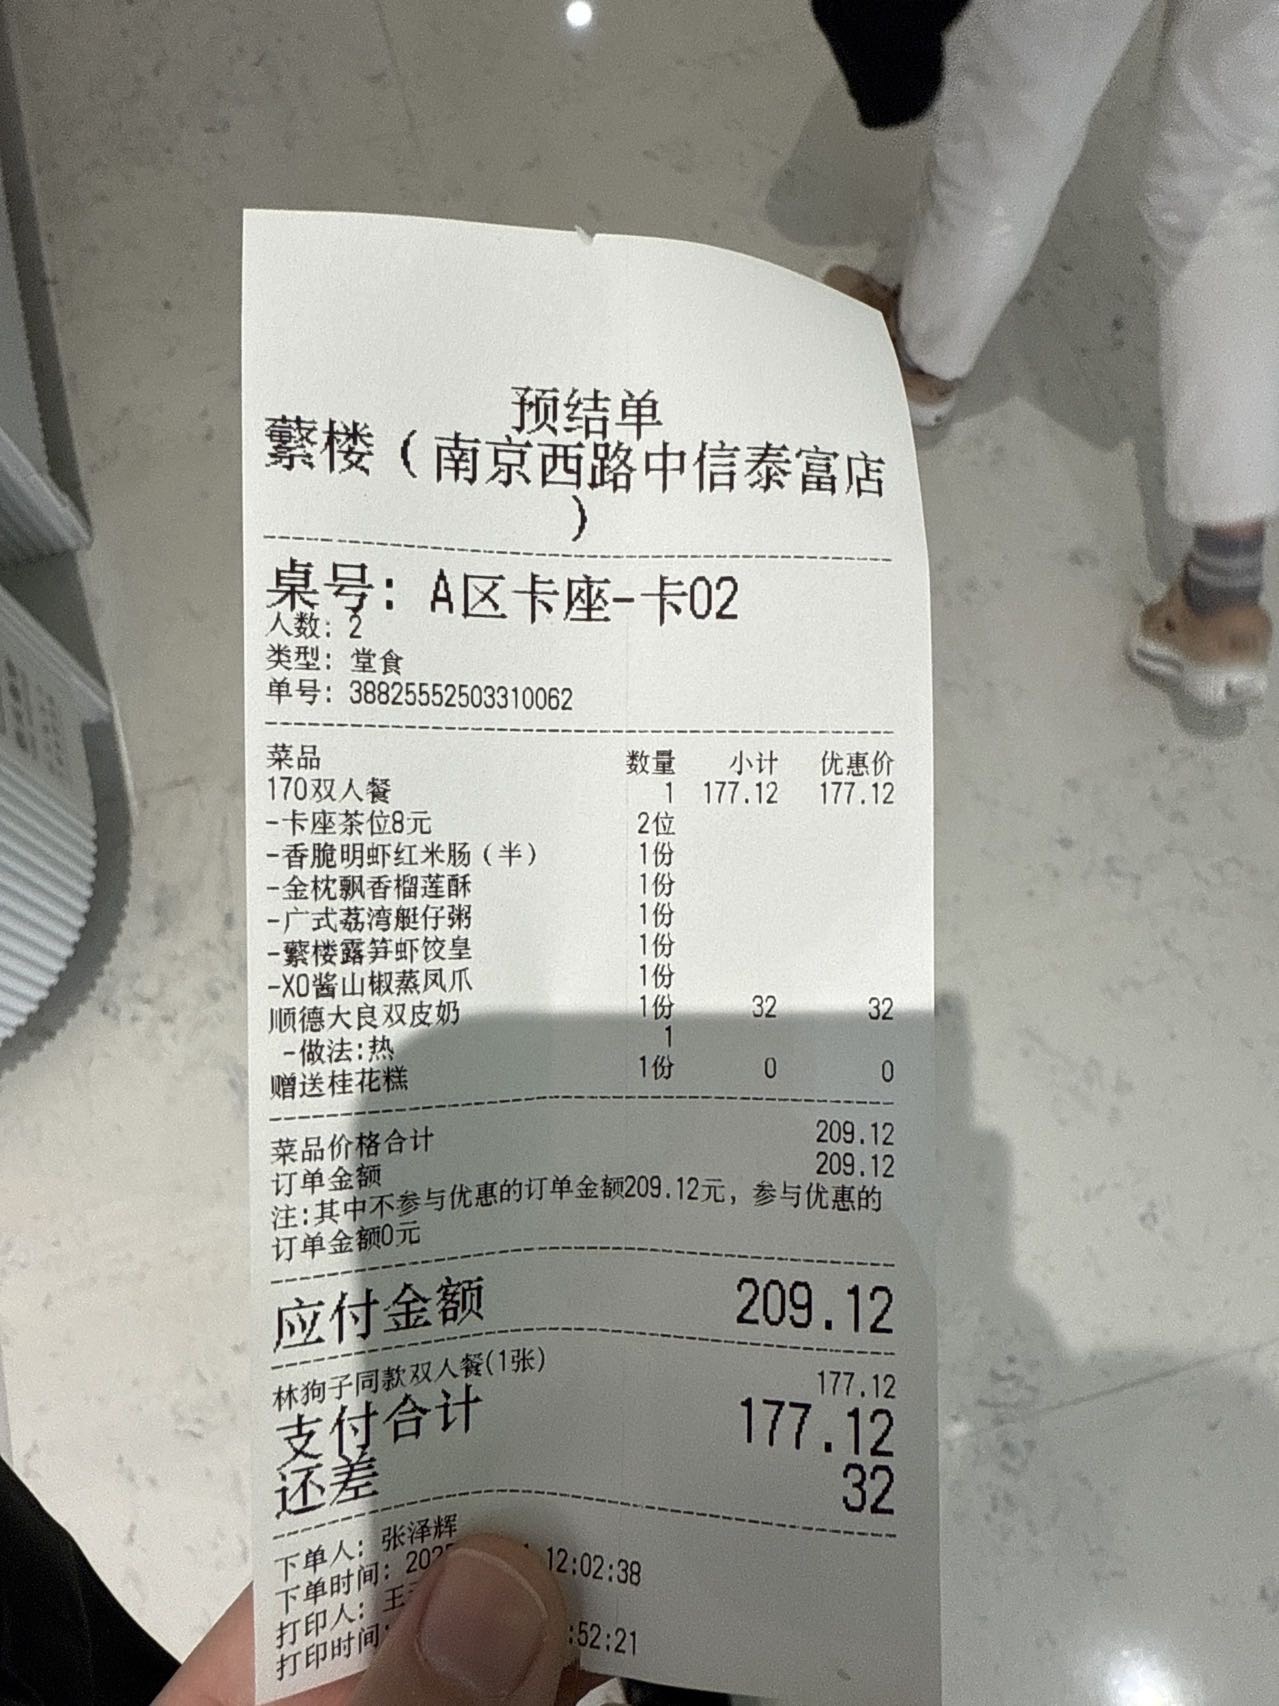 预结单
蘩楼（南京西路中信泰富店
）
桌号：A区卡座-卡02
人数：2
类型：堂食
单号：38825552503310062
菜品 数量 小计 优惠价
170双人餐 1 177.12 177.12
-卡座茶位8元 2位
-香脆明虾红米肠（半） 1份
-金枕飘香榴莲酥 1份
-广式荔湾艇仔粥 1份
-蘩楼露笋虾饺皇 1份
-XO酱山椒蒸凤爪 1份
顺德大良双皮奶 1份 32 32
-做法:热 1
赠送桂花糕 1份 0 0
菜品价格合计 209.12
订单金额 209.12
注:其中不参与优惠的订单金额209.12元，参与优惠的
订单金额0元
应付金额 209.12
林狗子同款双人餐(1张) 177.12
支付合计 177.12
还差 32
下单人：张泽辉
下单时间：202 12:02:38
打印人：王
打印时间: :52:21